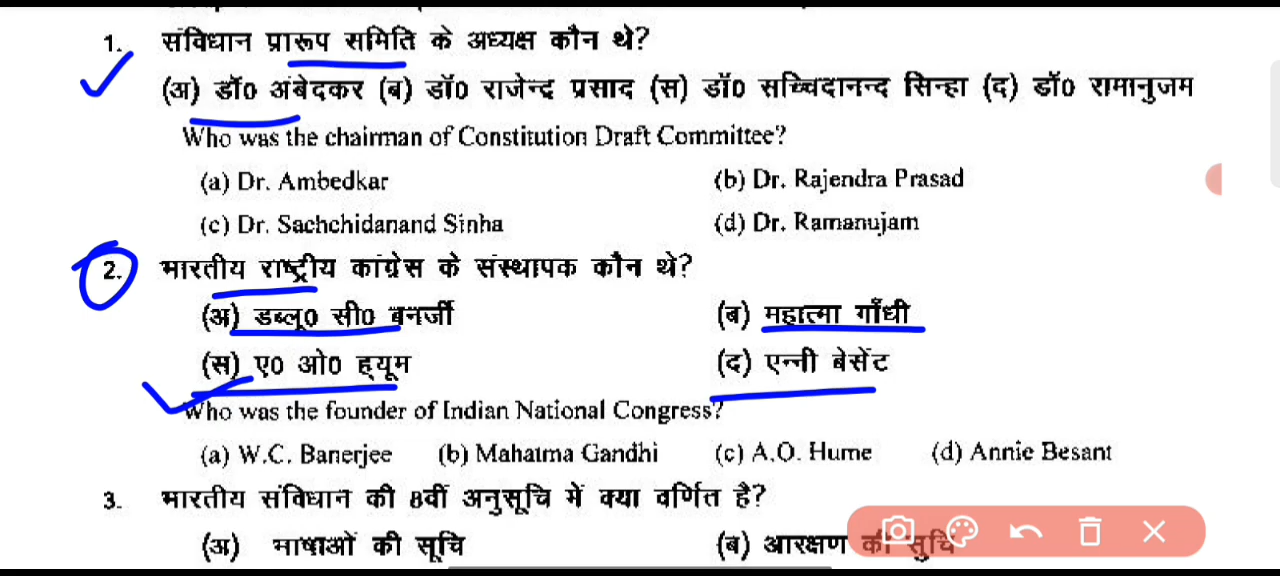 1. संविधान प्रारूप समिति के अध्यक्ष कौन थे?
(अ) डॉ0 अंबेदकर (ब) डॉ0 राजेन्द्र प्रसाद (स) डॉ0 सच्चिदानन्द सिन्हा (द) डॉ0 रामानुजम
Who was the chairman of Constitution Draft Committee?
(a) Dr. Ambedkar (b) Dr. Rajendra Prasad
(c) Dr. Sachchidanand Sinha (d) Dr. Ramanujam
2. भारतीय राष्ट्रीय कांग्रेस के संस्थापक कौन थे?
(अ) डब्लू0 सी0 बनर्जी (ब) महात्मा गाँधी
(स) ए0 ओ0 ह्यूम (द) एन्नी बेसेंट
Who was the founder of Indian National Congress?
(a) W.C. Banerjee (b) Mahatma Gandhi (c) A.O. Hume (d) Annie Besant
3. भारतीय संविधान की 8वीं अनुसूचि में क्या वर्णित है?
(अ) भाषाओं की सूचि (ब) आरक्षण की सुचि